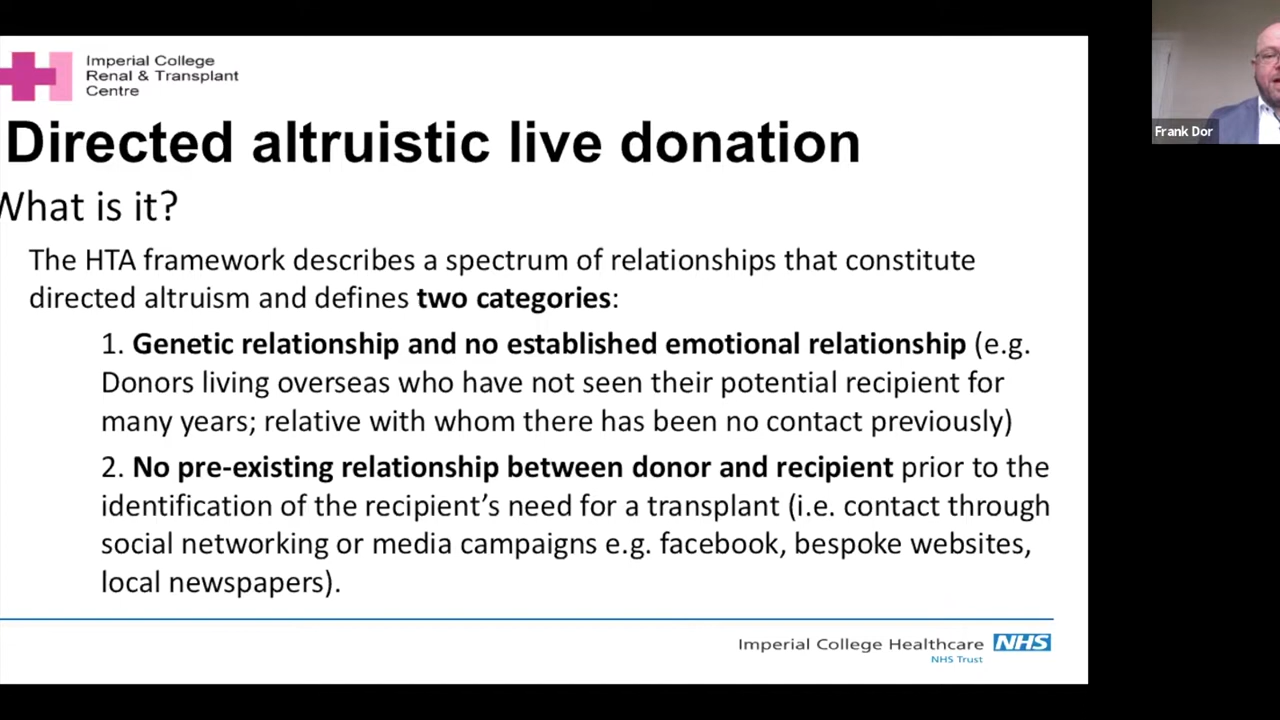 Imperial College
Renal & Transplant
Centre
Directed altruistic live donation
What is it?
The HTA framework describes a spectrum of relationships that constitute
directed altruism and defines two categories:
1. Genetic relationship and no established emotional relationship (e.g.
Donors living overseas who have not seen their potential recipient for
many years; relative with whom there has been no contact previously)
2. No pre-existing relationship between donor and recipient prior to the
identification of the recipient’s need for a transplant (i.e. contact through
social networking or media campaigns e.g. facebook, bespoke websites,
local newspapers).
Imperial College Healthcare NHS
NHS Trust
Frank Dor